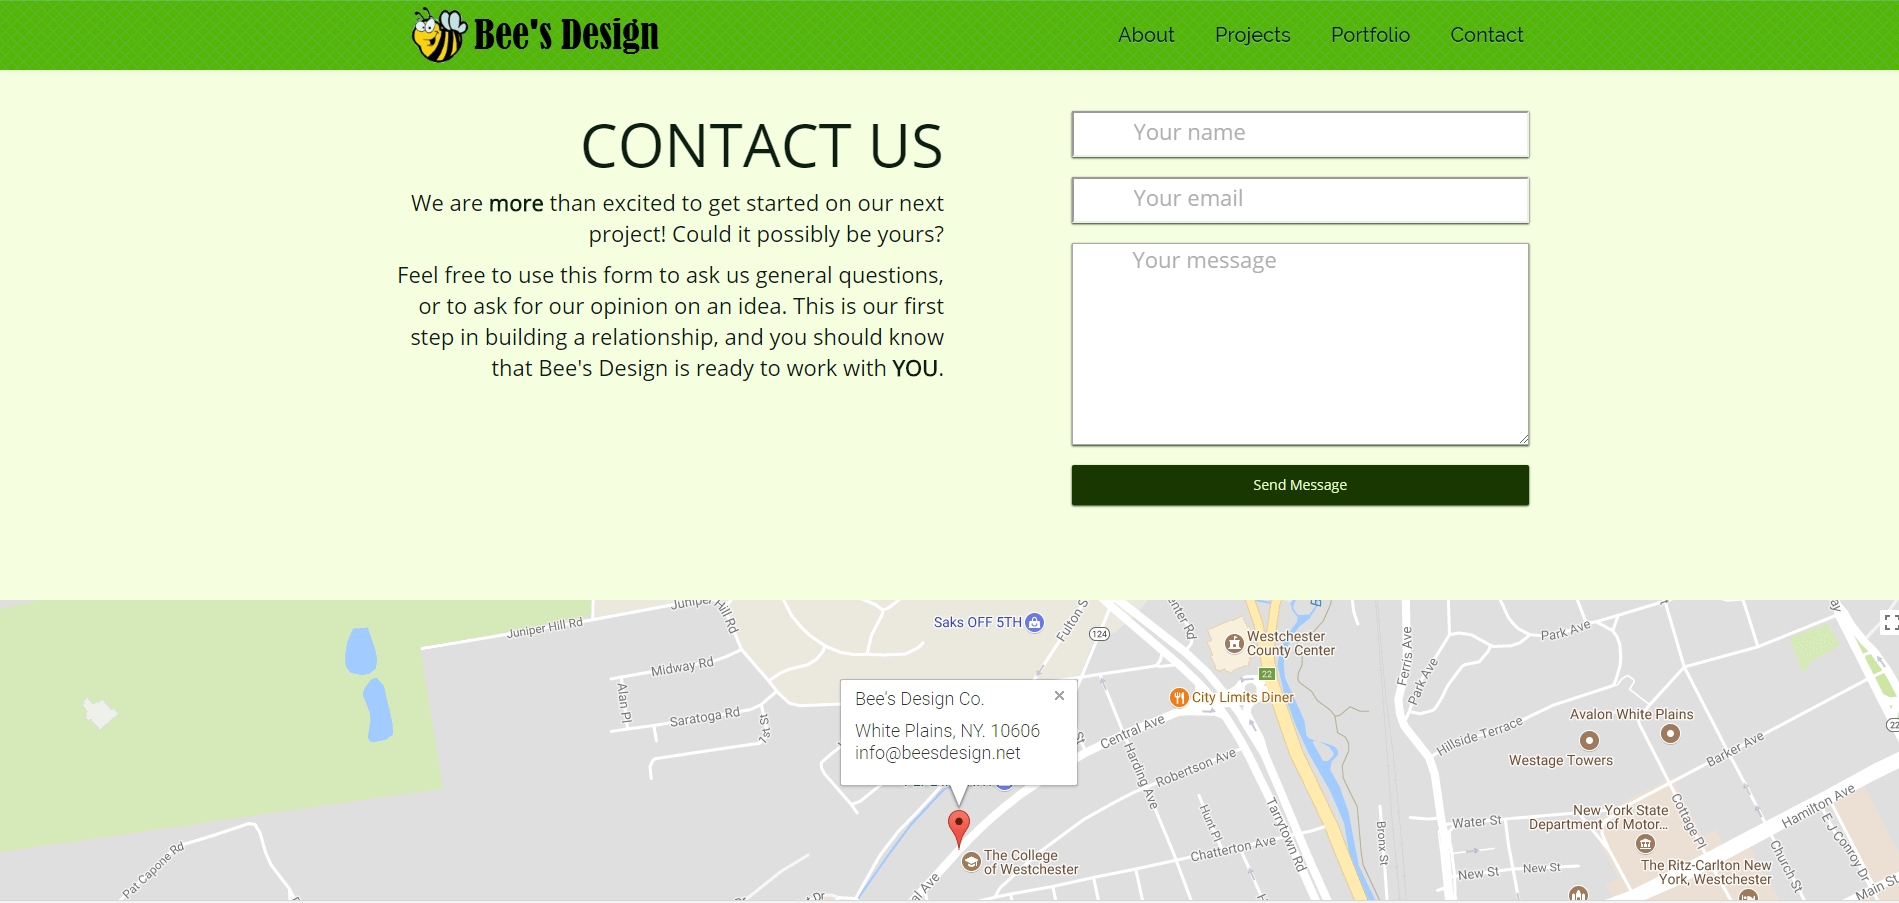 Bee's Design
About
Projects
Portfolio
Contact
CONTACT US
We are more than excited to get started on our next
project! Could it possibly be yours?
Feel free to use this form to ask us general questions,
or to ask for our opinion on an idea. This is our first
step in building a relationship, and you should know
that Bee's Design is ready to work with YOU.
Your name
Your email
Your message
Send Message
Juniper Hill Rd
Midway Rd
Alan Pl
Saratoga Rd
1st St
Hill Rd
Saks OFF 5TH
Fulton S
124
enter Rd
Westchester
County Center
22
City Limits Diner
Ferris Ave
Park Ave
Park Ave
Bee's Design Co.
White Plains, NY. 10606
info@beesdesign.net
Central Ave
Harding Ave
Robertson Ave
Hillside Terrace
Avalon White Plains
Westage Towers
Barker Ave
Hamilton Ave
New York State
Department of Motor...
Cottage Pl
Water St
Tarrytown Rd
Hunt Pl
Chatterton Ave
Bronx St
The College
of Westchester
al Ave
Pat Capone Rd
New St
New St
The Ritz-Carlton New
York, Westchester
Church St
E J Conroy Dr
Main St